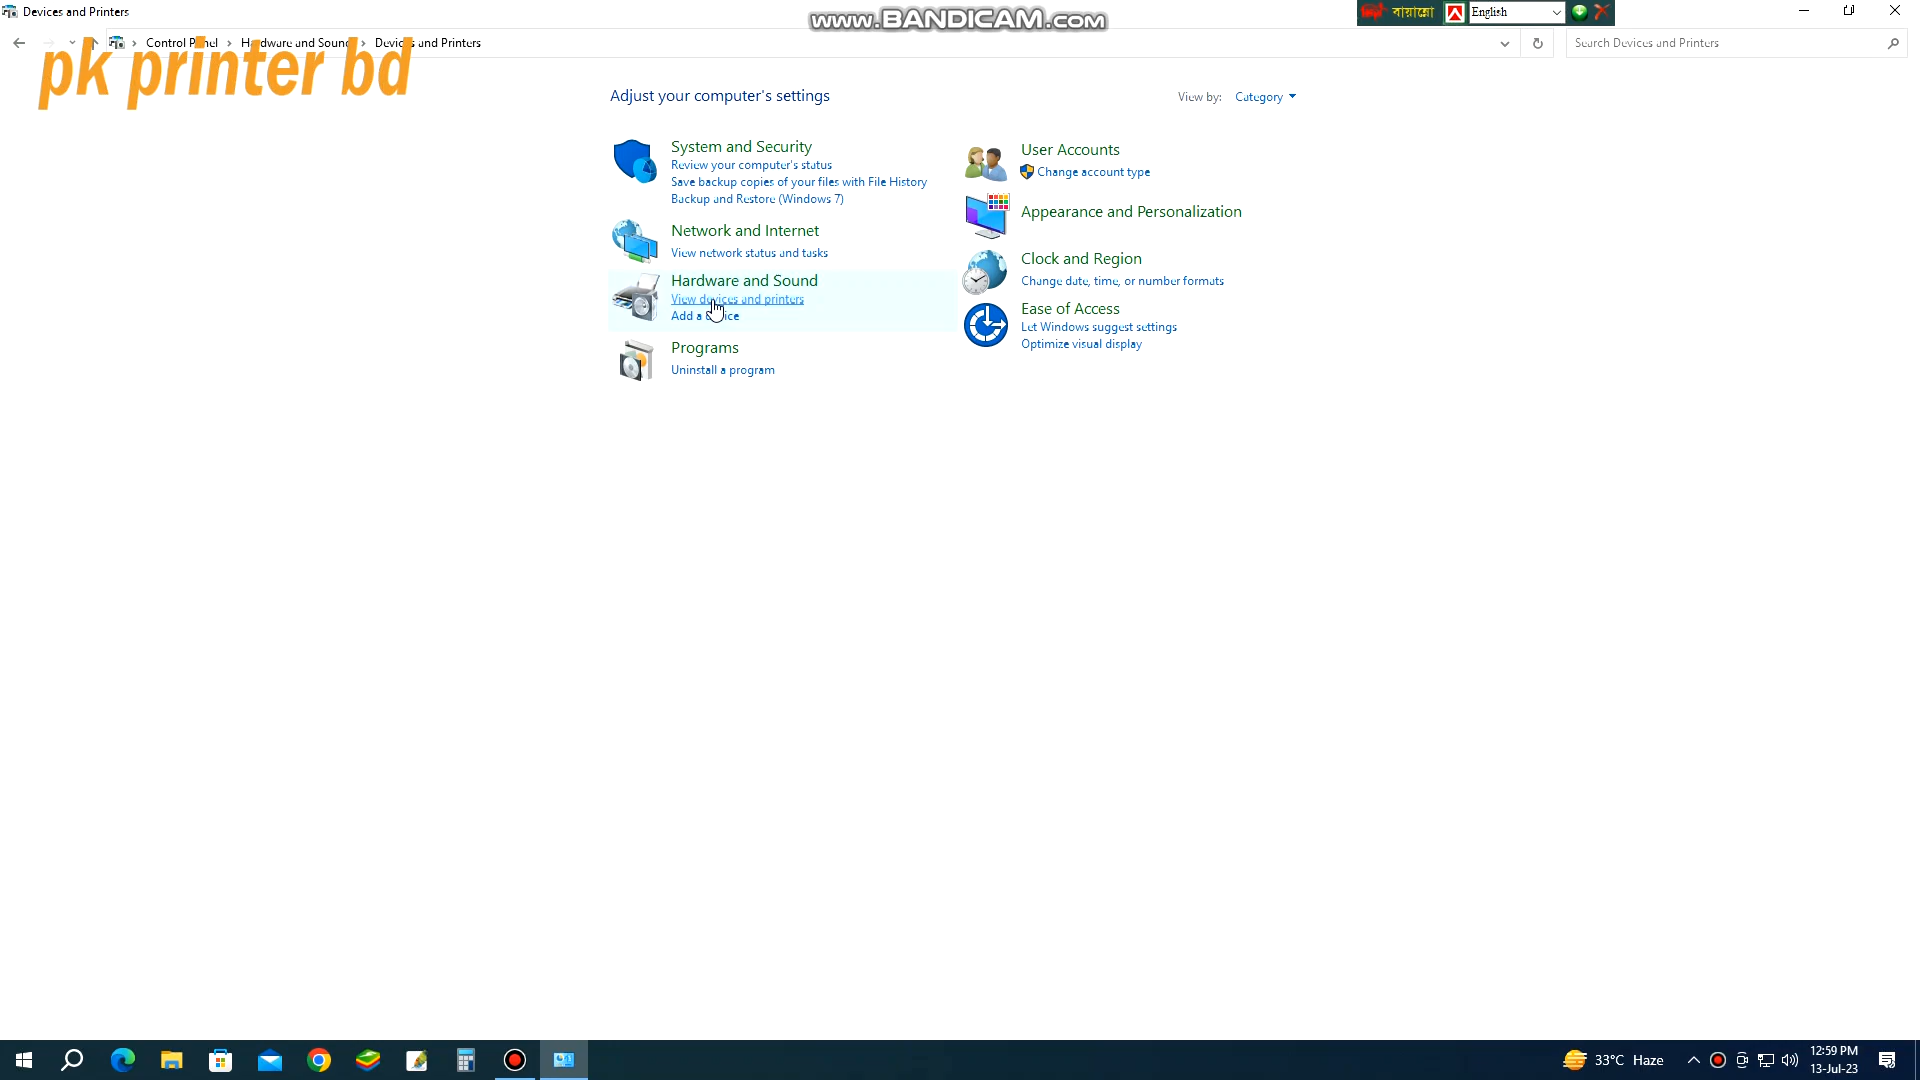 Devices and Printers
www.BANDICAM.com
বায়ান্নো
English
Control Panel
Hardware and Sound
Devices and Printers
Search Devices and Printers
pk printer bd
Adjust your computer's settings
View by: Category
System and Security
Review your computer's status
Save backup copies of your files with File History
Backup and Restore (Windows 7)
Network and Internet
View network status and tasks
Hardware and Sound
View devices and printers
Add a device
Programs
Uninstall a program
User Accounts
Change account type
Appearance and Personalization
Clock and Region
Change date, time, or number formats
Ease of Access
Let Windows suggest settings
Optimize visual display
33°C Haze
12:59 PM
13-Jul-23